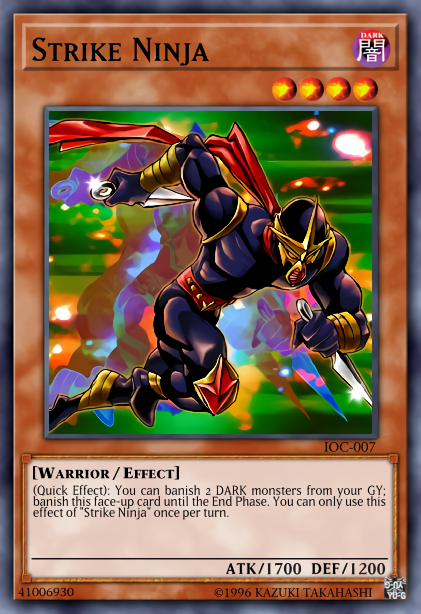 Strike Ninja
DARK
IOC-007
[Warrior / Effect]
(Quick Effect): You can banish 2 DARK monsters from your GY;
banish this face-up card until the End Phase. You can only use this
effect of "Strike Ninja" once per turn.
ATK/1700 DEF/1200
41006930
©1996 KAZUKI TAKAHASHI